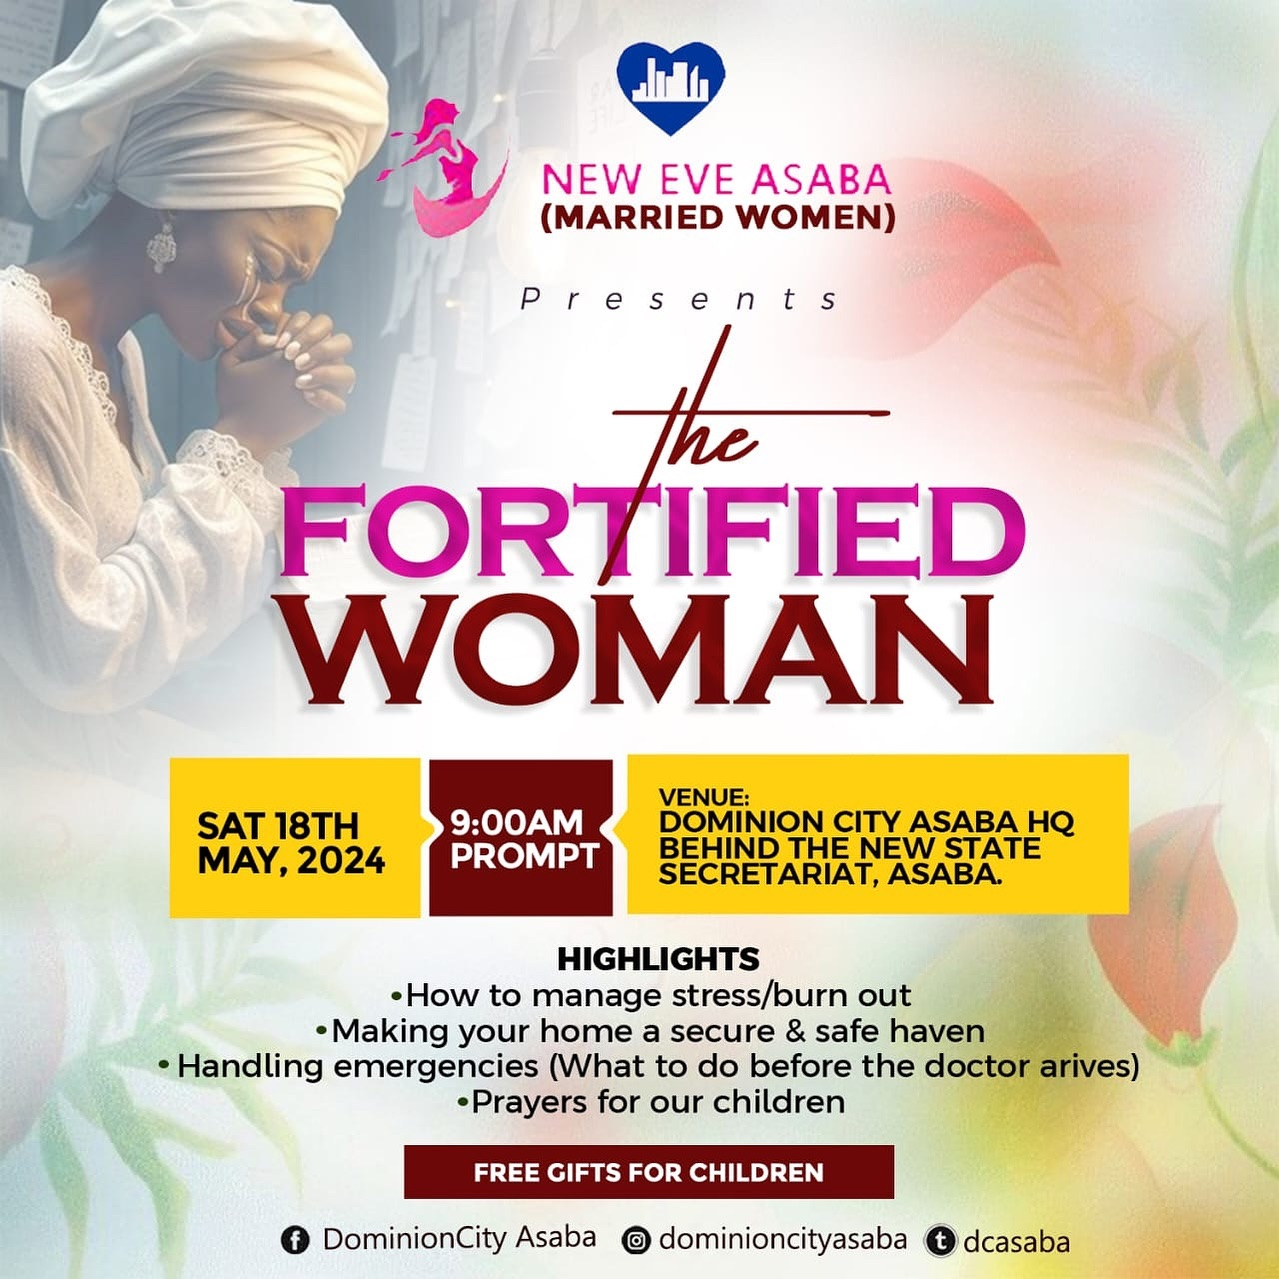 NEW EVE ASABA
(MARRIED WOMEN)
Presents
the
FORTIFIED
WOMAN
SAT 18TH
MAY, 2024
9:00AM
PROMPT
VENUE:
DOMINION CITY ASABA HQ
BEHIND THE NEW STATE
SECRETARIAT, ASABA.
HIGHLIGHTS
•How to manage stress/burn out
•Making your home a secure & safe haven
• Handling emergencies (What to do before the doctor arives)
•Prayers for our children
FREE GIFTS FOR CHILDREN
DominionCity Asaba dominioncityasaba dcasaba